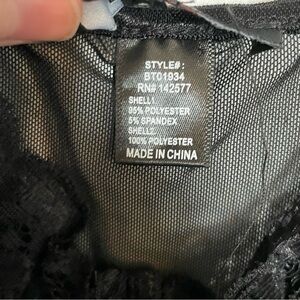 STYLE#:
BT01934
RN# 142577
SHELL1
95% POLYESTER
5% SPANDEX
SHELL2
100% POLYESTER
MADE IN CHINA